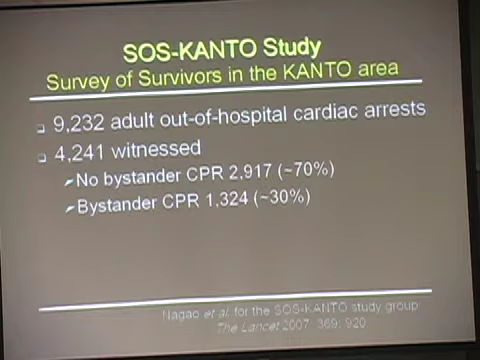 SOS-KANTO Study
Survey of Survivors in the KANTO area
9,232 adult out-of-hospital cardiac arrests
4,241 witnessed
No bystander CPR 2,917 (~70%)
Bystander CPR 1,324 (~30%)
Nagao et al. for the SOS-KANTO study group
The Lancet 2007; 369: 920